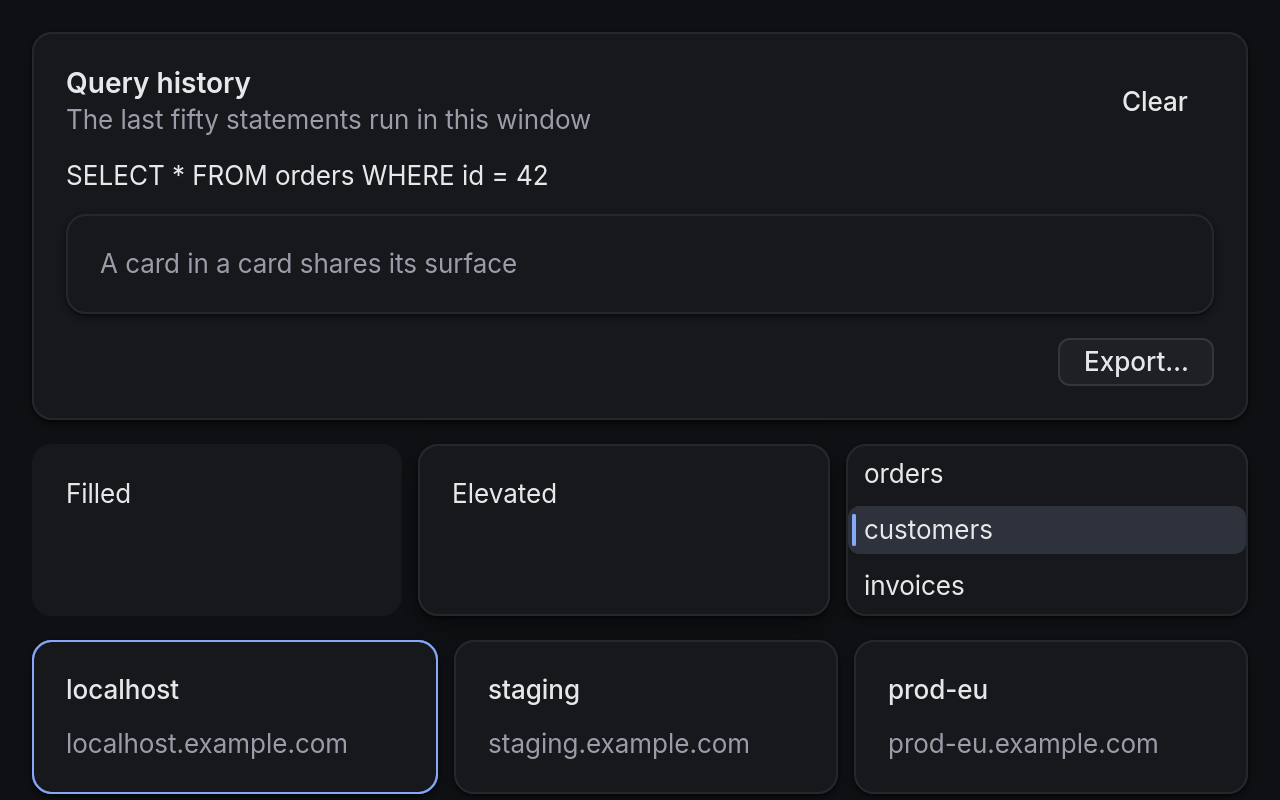 Query history
The last fifty statements run in this window
Clear
SELECT * FROM orders WHERE id = 42
A card in a card shares its surface
Export...
Filled
Elevated
orders
customers
invoices
localhost
localhost.example.com
staging
staging.example.com
prod-eu
prod-eu.example.com